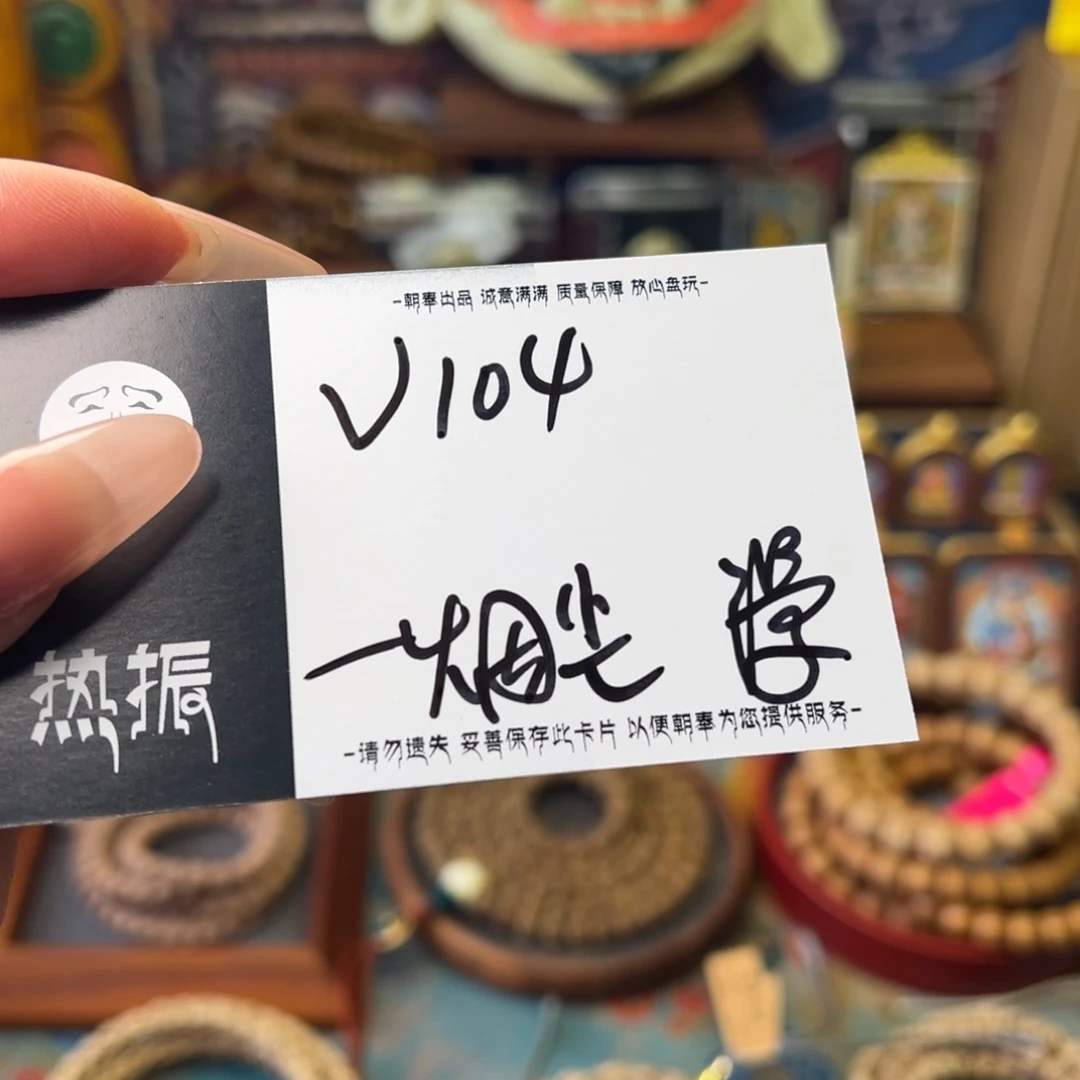 -朝奉出品 诚意满满 质量保障 放心盘玩-
V104
一烟尘
热振
-请勿遗失 妥善保存此卡片 以便朝奉为您提供服务-